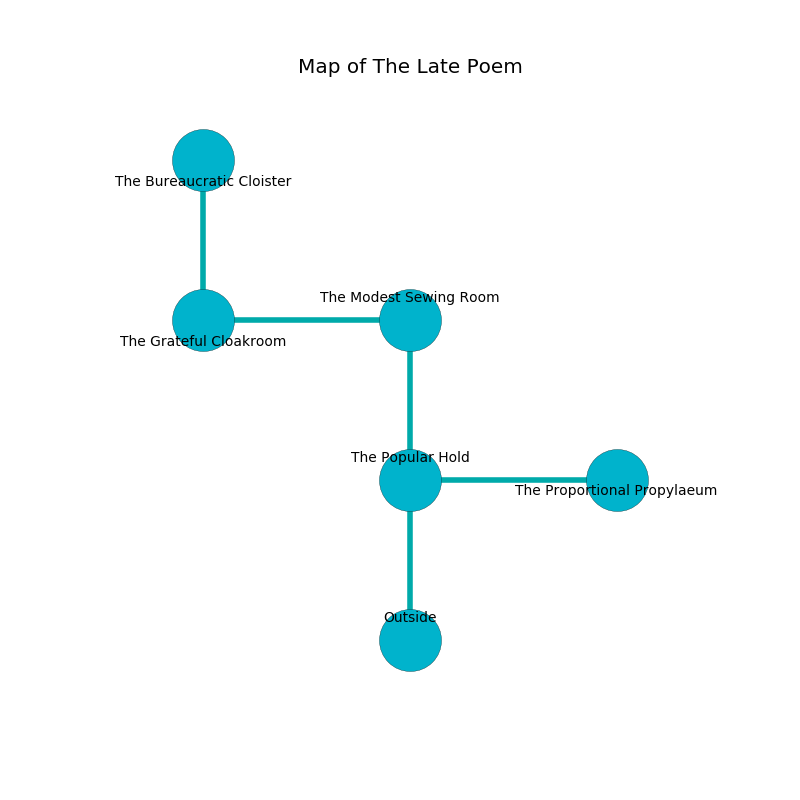 Map of The Late Poem
The Bureaucratic Cloister
The Modest Sewing Room
The Grateful Cloakroom
The Popular Hold
The Proportional Propylaeum
Outside